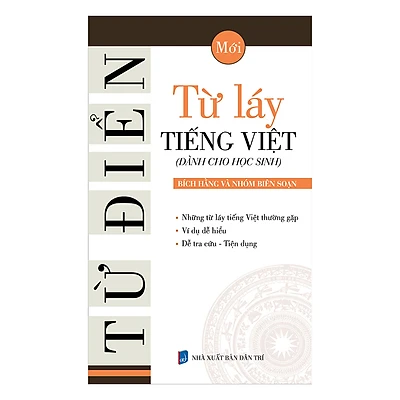 TỪ ĐIỂN
Mới
Từ láy
TIẾNG VIỆT
(DÀNH CHO HỌC SINH)
BÍCH HẰNG VÀ NHÓM BIÊN SOẠN
• Những từ láy tiếng Việt thường gặp
• Ví dụ dễ hiểu
• Dễ tra cứu - Tiện dụng
NHÀ XUẤT BẢN DÂN TRÍ